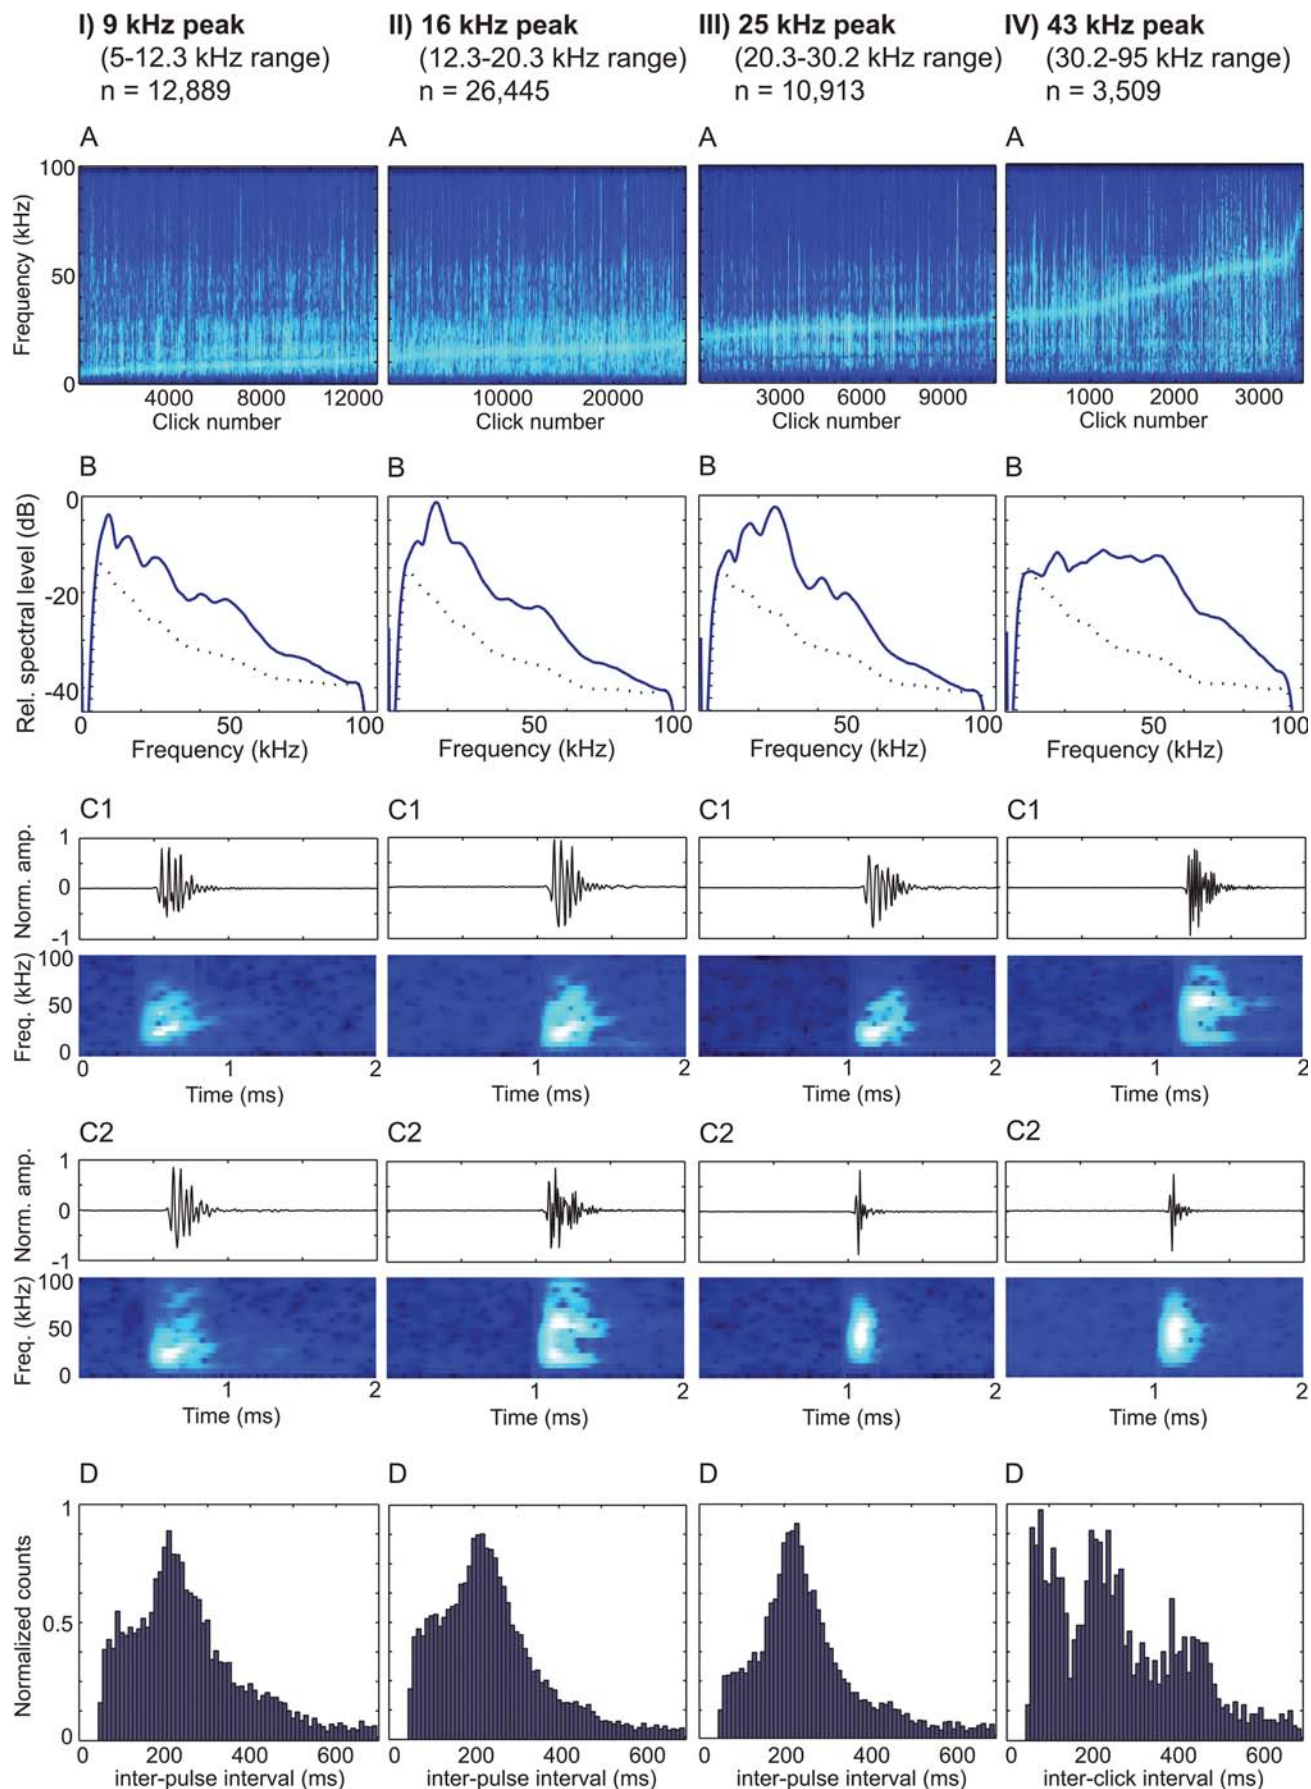 I) 9 kHz peak
(5-12.3 kHz range)
n = 12,889
II) 16 kHz peak
(12.3-20.3 kHz range)
n = 26,445
III) 25 kHz peak
(20.3-30.2 kHz range)
n = 10,913
IV) 43 kHz peak
(30.2-95 kHz range)
n = 3,509
A A A A
Frequency (kHz)
100
50
0
4000 8000 12000
Click number
10000 20000
Click number
3000 6000 9000
Click number
1000 2000 3000
Click number
B B B B
Rel. spectral level (dB)
0
-20
-40
0 50 100
Frequency (kHz)
50 100
Frequency (kHz)
50 100
Frequency (kHz)
50 100
Frequency (kHz)
C1 C1 C1 C1
Norm. amp.
1
0
-1
Freq. (kHz)
100
50
0
0 1 2
Time (ms)
1 2
Time (ms)
1 2
Time (ms)
1 2
Time (ms)
C2 C2 C2 C2
Norm. amp.
1
0
-1
Freq. (kHz)
100
50
0
1 2
Time (ms)
1 2
Time (ms)
1 2
Time (ms)
1 2
Time (ms)
D D D D
Normalized counts
1
0.5
0
0 200 400 600
inter-pulse interval (ms)
0 200 400 600
inter-pulse interval (ms)
0 200 400 600
inter-pulse interval (ms)
0 200 400 600
inter-click interval (ms)